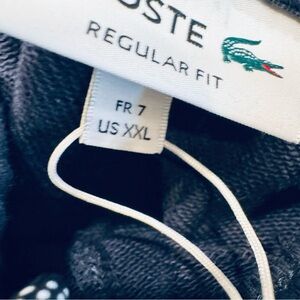 OSTE
REGULAR FIT
FR 7
US XXL